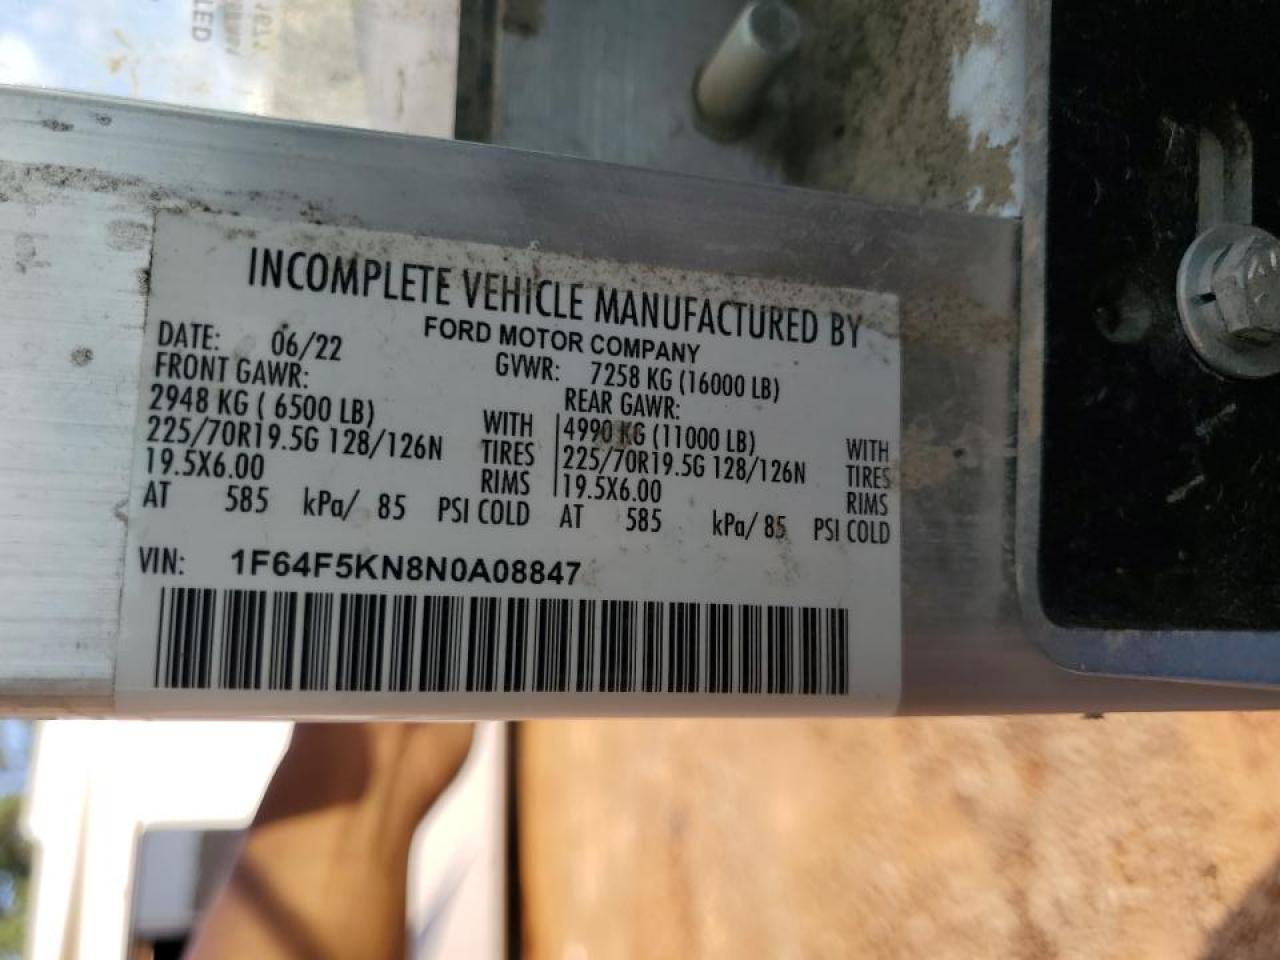 LED
INCOMPLETE VEHICLE MANUFACTURED BY
FORD MOTOR COMPANY
DATE: 06/22 GVWR: 7258 KG (16000 LB)
FRONT GAWR: REAR GAWR:
2948 KG ( 6500 LB) WITH 4990 KG (11000 LB) WITH
225/70R19.5G 128/126N TIRES 225/70R19.5G 128/126N TIRES
19.5X6.00 RIMS 19.5X6.00 RIMS
AT 585 kPa/ 85 PSI COLD AT 585 kPa/ 85 PSI COLD
VIN: 1F64F5KN8N0A08847